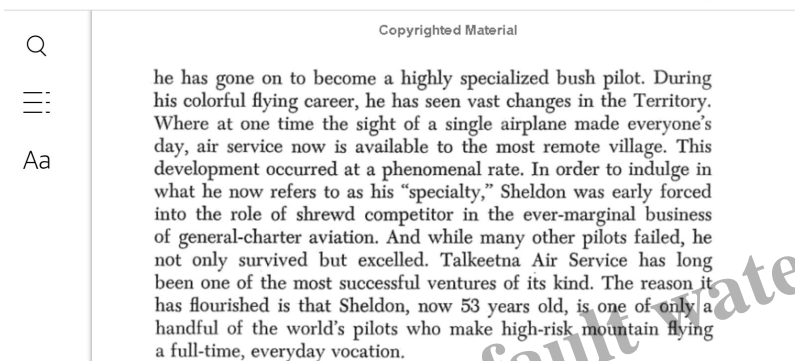 Copyrighted Material
he has gone on to become a highly specialized bush pilot. During
his colorful flying career, he has seen vast changes in the Territory.
Where at one time the sight of a single airplane made everyone's
day, air service now is available to the most remote village. This
development occurred at a phenomenal rate. In order to indulge in
what he now refers to as his “specialty,” Sheldon was early forced
into the role of shrewd competitor in the ever-marginal business
of general-charter aviation. And while many other pilots failed, he
not only survived but excelled. Talkeetna Air Service has long
been one of the most successful ventures of its kind. The reason it
has flourished is that Sheldon, now 53 years old, is one of only a
handful of the world's pilots who make high-risk mountain flying
a full-time, everyday vocation.
Aa